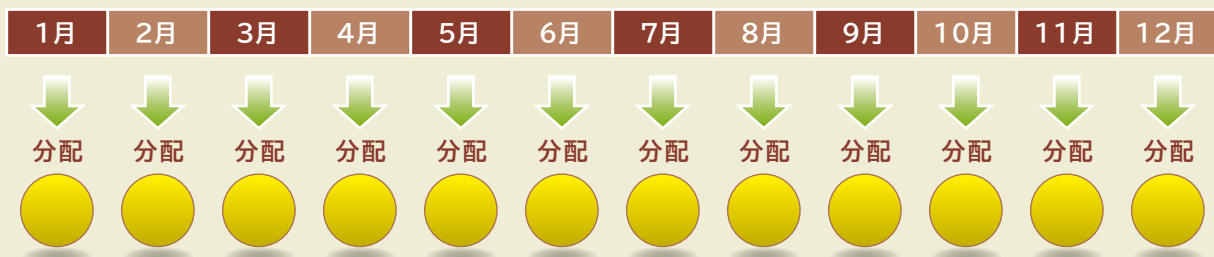 1月 2月 3月 4月 5月 6月 7月 8月 9月 10月 11月 12月
分配 分配 分配 分配 分配 分配 分配 分配 分配 分配 分配 分配